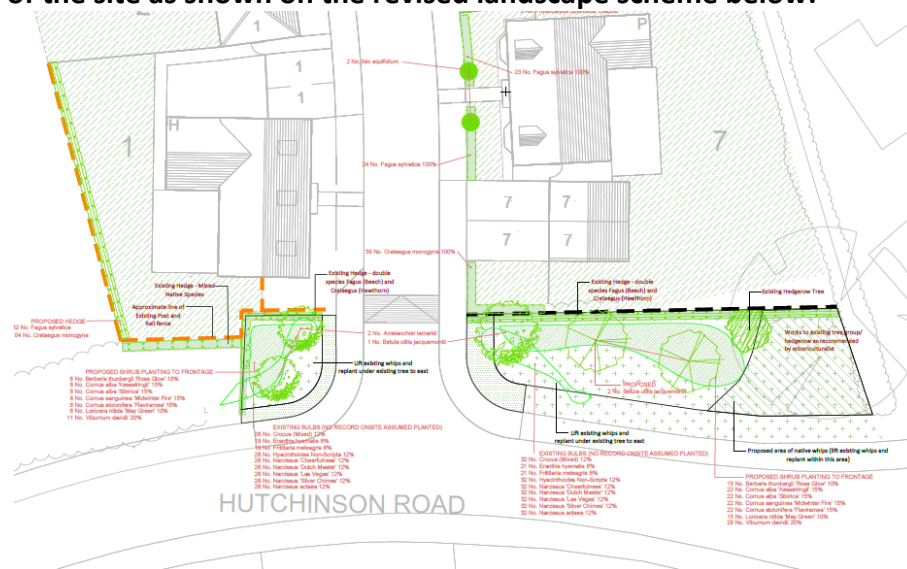 of the site as shown on the revised landscape scheme below:
2 No. Ilex aquifolium
23 No. Fagus sylvatica 100%
P
1
1
1
H
1
7
24 No. Fagus sylvatica 100%
7
7
7
7
39 No. Crataegus monogyna 100%
Existing Hedge - Mixed
Native Species
Approximate line of
Existing Post and
Rail fence
Existing Hedge - double
species Fagus (Beech) and
Crataegus (Hawthorn)
Existing Hedge - double
species Fagus (Beech) and
Crataegus (Hawthorn)
Existing Hedgerow Tree
PROPOSED HEDGE
No. Fagus sylvatica
04 No. Crataegus monogyna
2 No. Amelanchier lamarkii
1 No. Betula utilis jacquemontii
Works to existing tree group/
hedgerow as recommended
by arboriculturalist
Lift existing whips and
replant under existing tree to east
PROPOSED SHRUB PLANTING TO FRONTAGE
No. Berberis thunbergii 'Rose Glow' 10%
8 No. Cornus alba 'Kesselringii' 15%
8 No. Cornus alba 'Sibirica' 15%
8 No. Cornus sanguinea 'Midwinter Fire' 15%
8 No. Cornus stolonifera 'Flaviramea' 15%
No. Lonicera nitida 'May Green' 10%
11 No. Viburnum davidii 20%
PROPOSED
2 No. Betula utilis jacquemontii
L
EXISTING BULBS (NO RECORD ONSITE ASSUMED PLANTED)
28 No. Crocus (Mixed) 12%
19 No. Eranthis hyemalis 8%
19 No. Fritillaria meleagris 8%
28 No. Hyacinthoides Non-Scripta 12%
28 No. Narcissus 'Cheerfulness' 12%
28 No. Narcissus 'Dutch Master' 12%
28 No. Narcissus 'Las Vegas' 12%
28 No. Narcissus 'Silver Chimes' 12%
28 No. Narcissus actaea 12%
Lift existing whips and
replant under existing tree to east
EXISTING BULBS (NO RECORD ONSITE ASSUMED PLANTED)
32 No. Crocus (Mixed) 12%
21 No. Eranthis hyemalis 8%
21 No. Fritillaria meleagris 8%
32 No. Hyacinthoides Non-Scripta 12%
32 No. Narcissus 'Cheerfulness' 12%
32 No. Narcissus 'Dutch Master' 12%
32 No. Narcissus 'Las Vegas' 12%
32 No. Narcissus 'Silver Chimes' 12%
32 No. Narcissus actaea 12%
Proposed area of native whips (lift existing whips and
replant within this area)
PROPOSED SHRUB PLANTING TO FRONTAGE
15 No. Berberis thunbergii 'Rose Glow' 10%
22 No. Cornus alba 'Kesselringii' 15%
22 No. Cornus alba 'Sibirica' 15%
22 No. Cornus sanguinea 'Midwinter Fire' 15%
22 No. Cornus stolonifera 'Flaviramea' 15%
15 No. Lonicera nitida 'May Green' 10%
29 No. Viburnum davidii 20%
HUTCHINSON ROAD